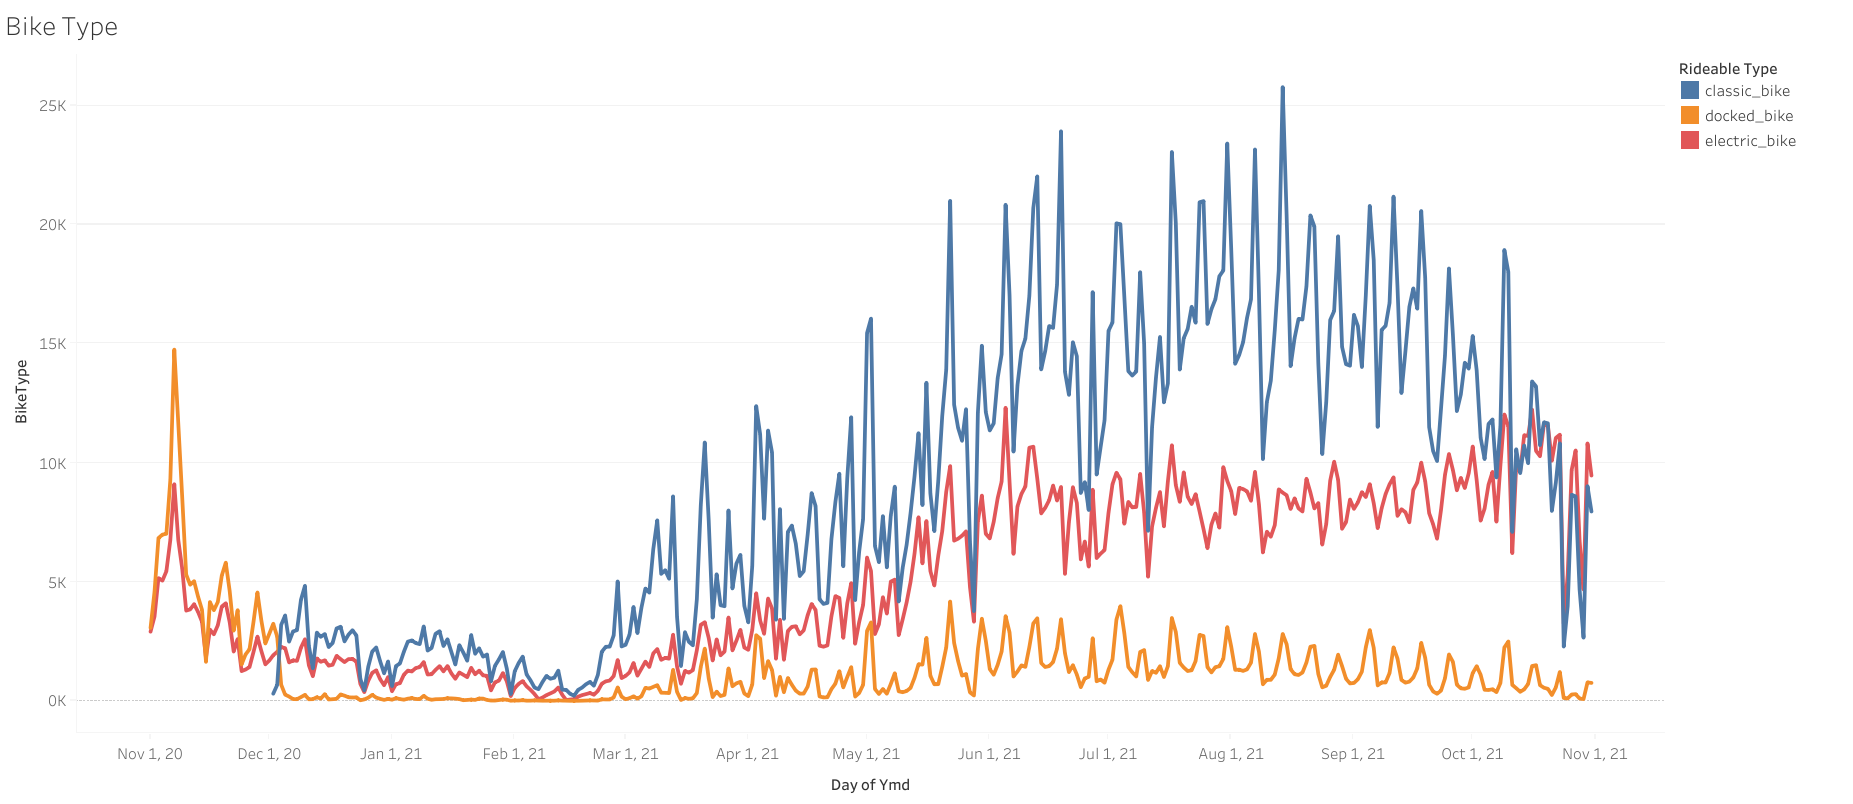 Bike Type
Rideable Type
classic_bike
docked_bike
electric_bike
25K
20K
15K
10K
5K
0K
BikeType
Nov 1, 20
Dec 1, 20
Jan 1, 21
Feb 1, 21
Mar 1, 21
Apr 1, 21
May 1, 21
Jun 1, 21
Jul 1, 21
Aug 1, 21
Sep 1, 21
Oct 1, 21
Nov 1, 21
Day of Ymd